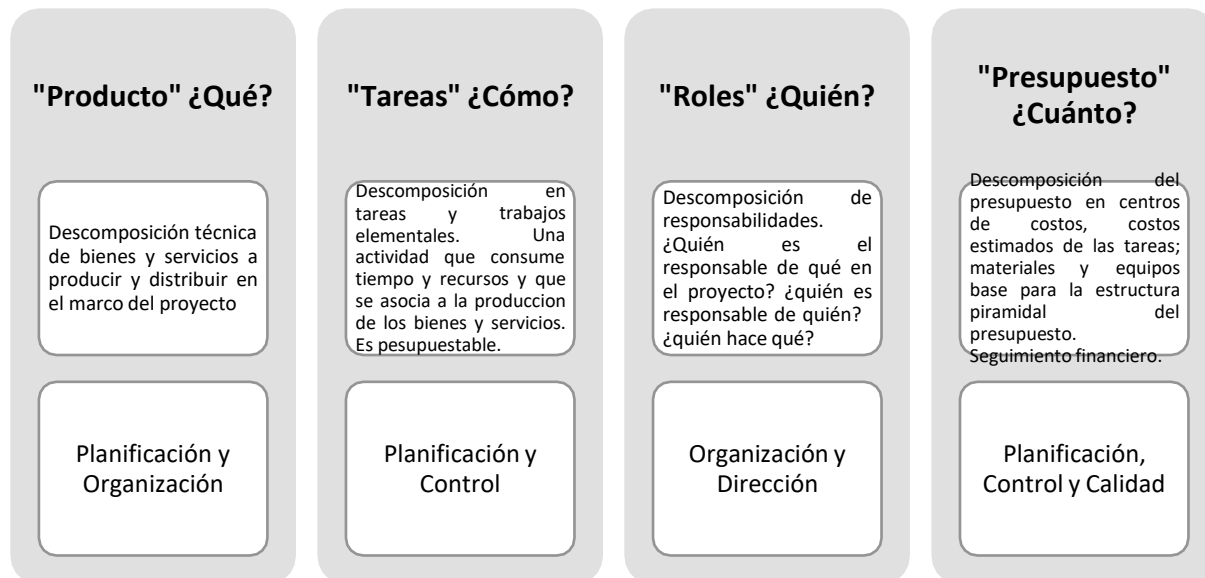 "Producto" ¿Qué?
Descomposición técnica
de bienes y servicios a
producir y distribuir en
el marco del proyecto
Planificación y
Organización
"Tareas" ¿Cómo?
Descomposición en
tareas y trabajos
elementales. Una
actividad que consume
tiempo y recursos y que
se asocia a la produccion
de los bienes y servicios.
Es pesupuestable.
Planificación y
Control
"Roles" ¿Quién?
Descomposición de
responsabilidades.
¿Quién es el
responsable de qué en
el proyecto? ¿quién es
responsable de quién?
¿quién hace qué?
Organización y
Dirección
"Presupuesto"
¿Cuánto?
Descomposición del
presupuesto en centros
de costos, costos
estimados de las tareas;
materiales y equipos
base para la estructura
piramidal del
presupuesto.
Seguimiento financiero.
Planificación,
Control y Calidad